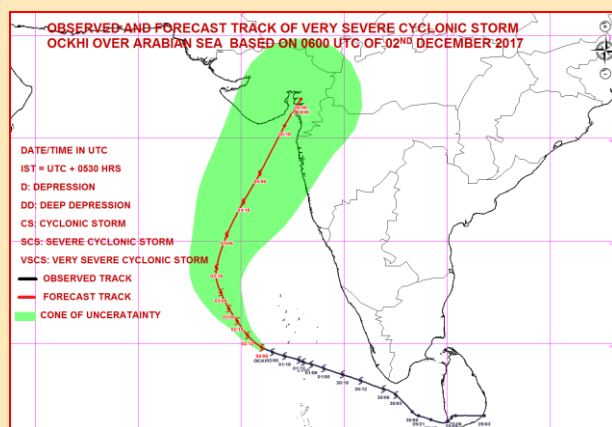 OBSERVED AND FORECAST TRACK OF VERY SEVERE CYCLONIC STORM
OCKHI OVER ARABIAN SEA BASED ON 0600 UTC OF 02ND DECEMBER 2017
OCKHI
DATE/TIME IN UTC
IST = UTC + 0530 HRS
D: DEPRESSION
DD: DEEP DEPRESSION
CS: CYCLONIC STORM
SCS: SEVERE CYCLONIC STORM
VSCS: VERY SEVERE CYCLONIC STORM
OBSERVED TRACK
FORECAST TRACK
CONE OF UNCERATAINTY
OCKHI